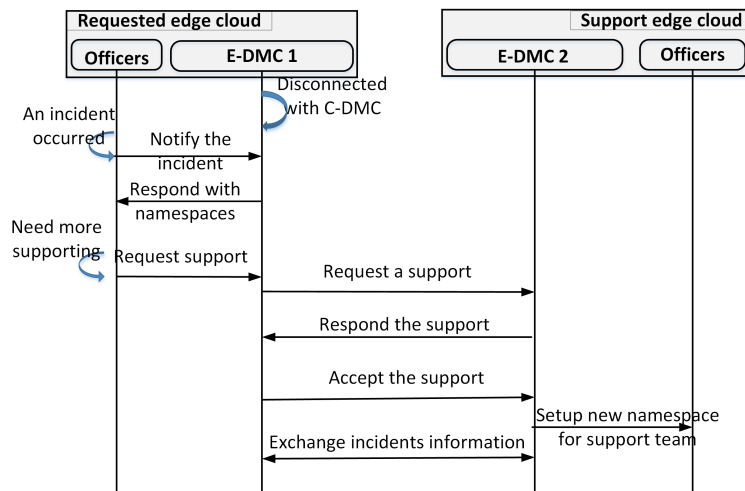 Requested edge cloud
Support edge cloud
Officers
E-DMC 1
E-DMC 2
Officers
Disconnected
with C-DMC
An incident
occurred
Notify the
incident
Respond with
namespaces
Need more
supporting
Request support
Request a support
Respond the support
Accept the support
Setup new namespace
for support team
Exchange incidents information